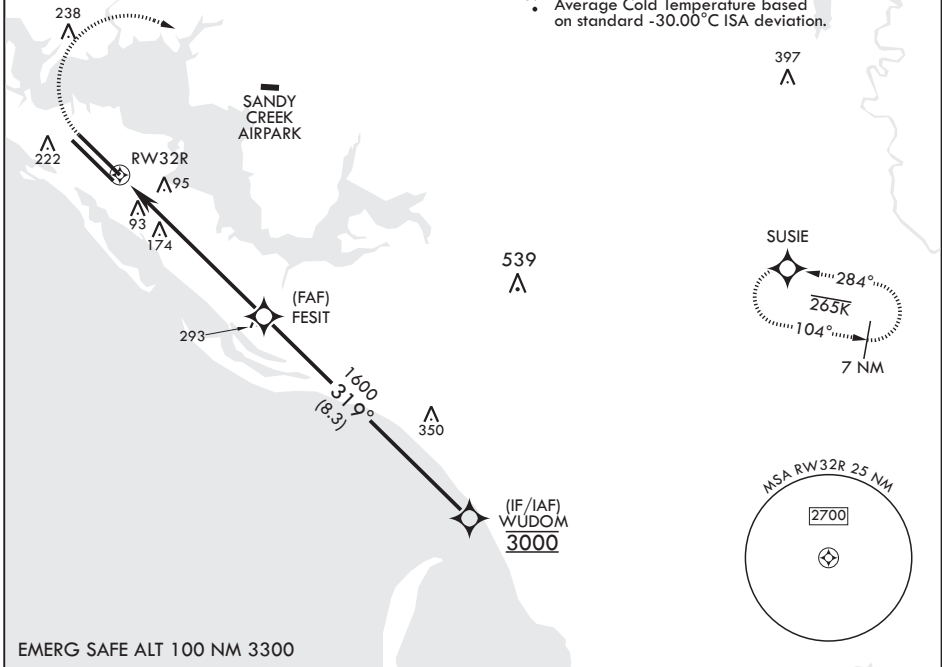 • Average Cold Temperature based
on standard -30.00°C ISA deviation.
238
397
SANDY
CREEK
AIRPARK
222
RW32R
95
93
174
SUSIE
284°
265K
104°
7 NM
539
(FAF)
FESIT
293
1600
319°
(8.3)
350
MSA RW32R 25 NM
2700
(IF/IAF)
WUDOM
3000
EMERG SAFE ALT 100 NM 3300